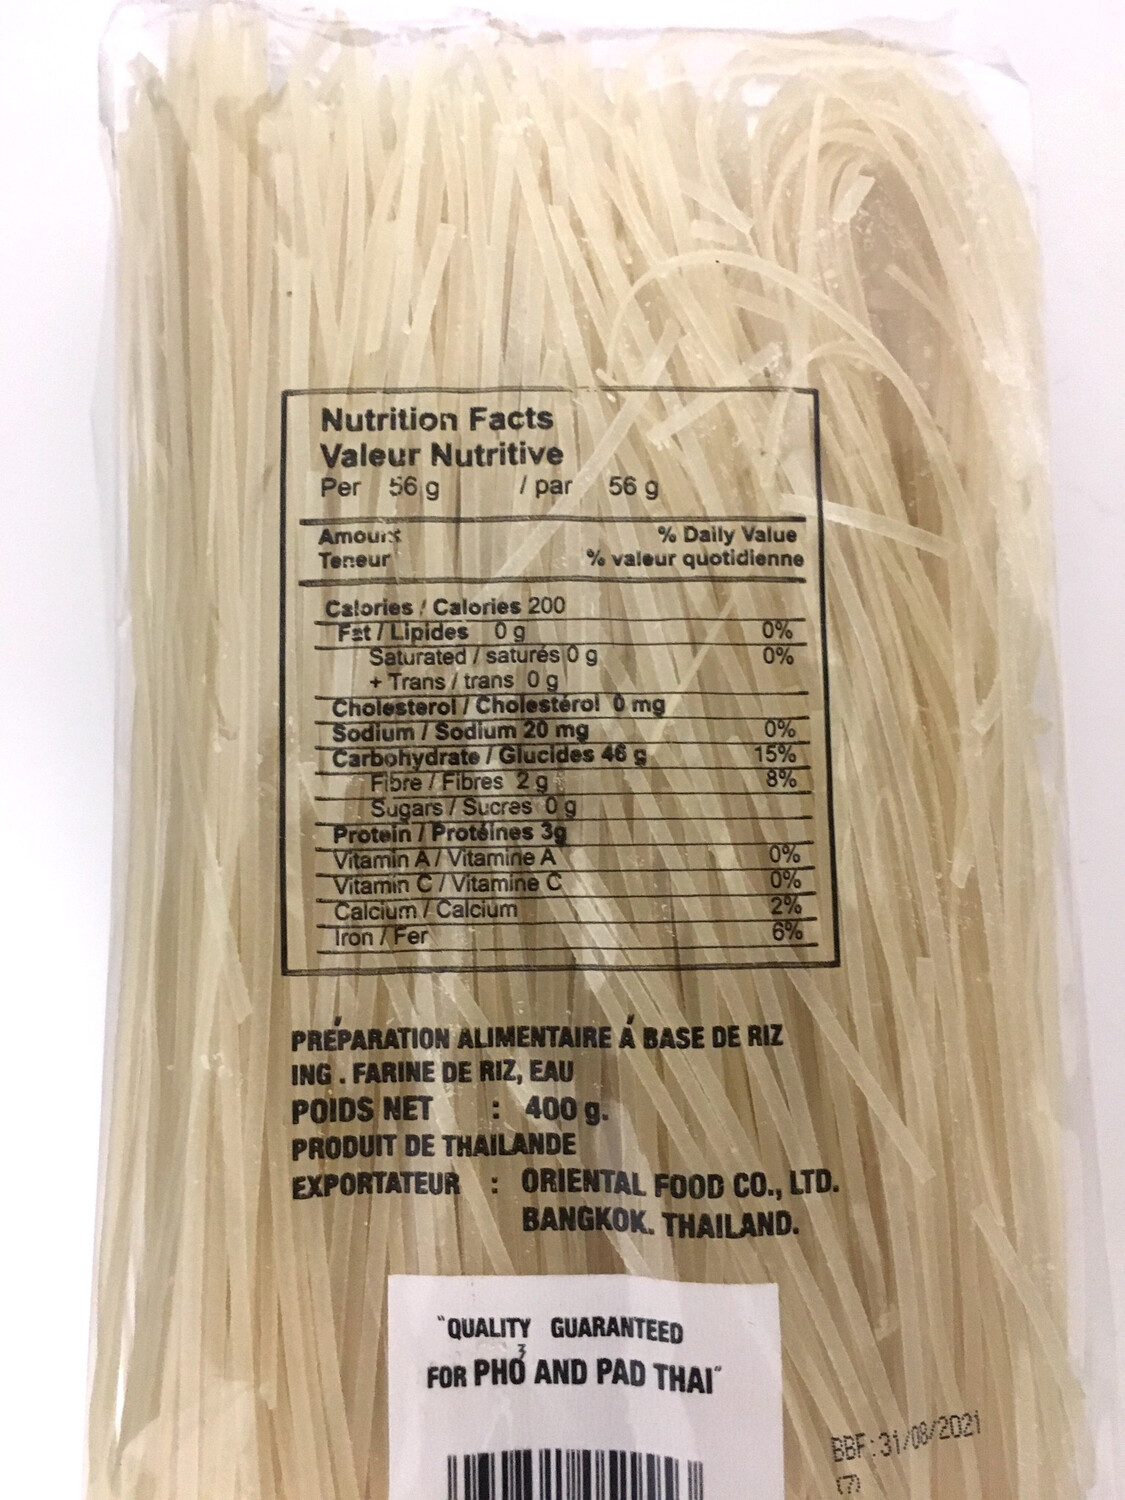 Nutrition Facts
Valeur Nutritive
Per 56 g / par 56 g
Amount % Daily Value
Teneur % valeur quotidienne
Calories / Calories 200
Fat / Lipides 0 g 0%
Saturated / saturés 0 g 0%
+ Trans / trans 0 g
Cholesterol / Cholestérol 0 mg
Sodium / Sodium 20 mg 0%
Carbohydrate / Glucides 46 g 15%
Fibre / Fibres 2 g 8%
Sugars / Sucres 0 g
Protein / Protéines 3g
Vitamin A / Vitamine A 0%
Vitamin C / Vitamine C 0%
Calcium / Calcium 2%
Iron / Fer 6%
PRÉPARATION ALIMENTAIRE Á BASE DE RIZ
ING . FARINE DE RIZ, EAU
POIDS NET : 400 g.
PRODUIT DE THAILANDE
EXPORTATEUR : ORIENTAL FOOD CO., LTD.
BANGKOK. THAILAND.
"QUALITY GUARANTEED
FOR PHỞ AND PAD THAI"
BBF:31/08/2021
(7)